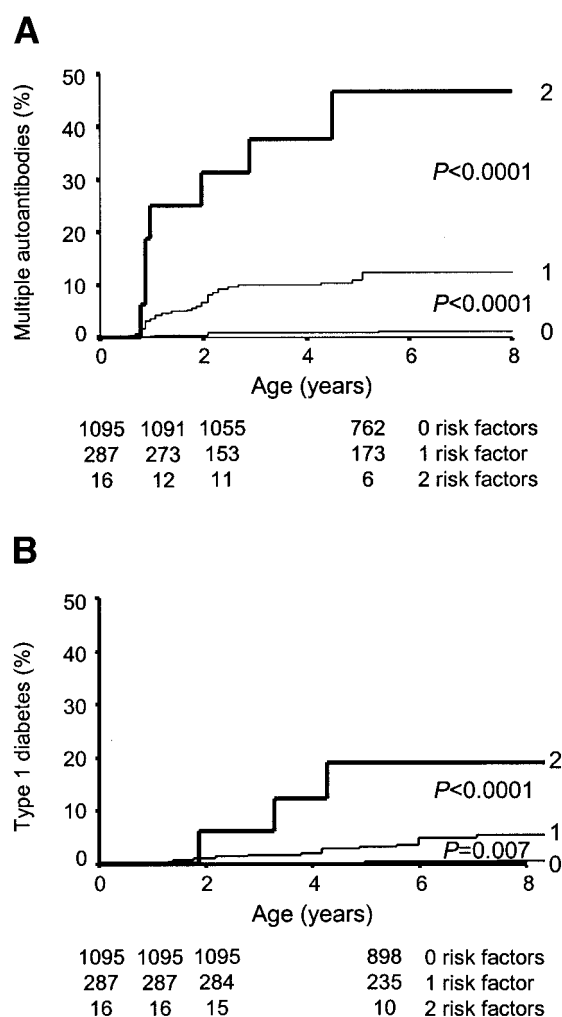 A
Multiple autoantibodies (%)
50
40
30
20
10
0
2
P<0.0001
1
P<0.0001
0
0 2 4 6 8
Age (years)
1095 1091 1055 762 0 risk factors
287 273 153 173 1 risk factor
16 12 11 6 2 risk factors
B
Type 1 diabetes (%)
50
40
30
20
10
0
2
P<0.0001
1
P=0.007
0
0 2 4 6 8
Age (years)
1095 1095 1095 898 0 risk factors
287 287 284 235 1 risk factor
16 16 15 10 2 risk factors